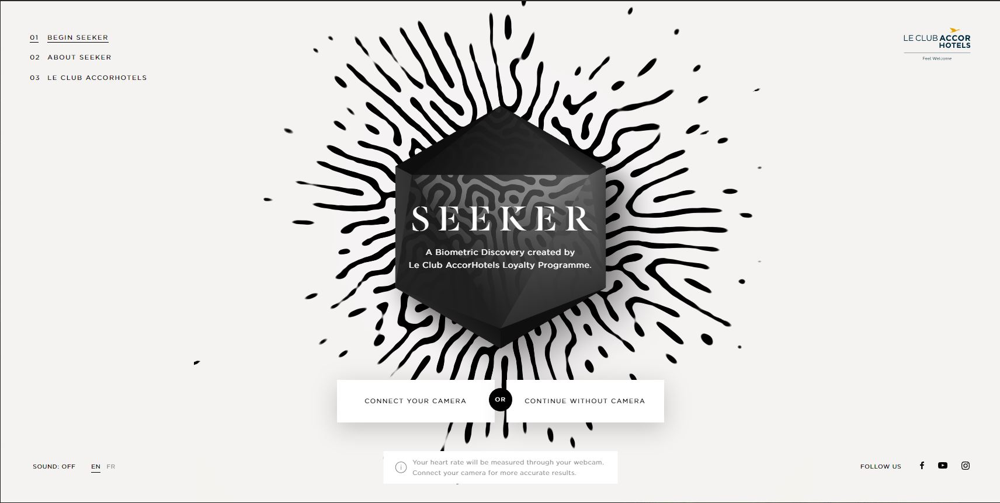 01 BEGIN SEEKER
02 ABOUT SEEKER
03 LE CLUB ACCORHOTELS
LE CLUB ACCOR
HOTELS
Feel Welcome
SEEKER
A Biometric Discovery created by
Le Club AccorHotels Loyalty Programme.
CONNECT YOUR CAMERA
OR
CONTINUE WITHOUT CAMERA
Your heart rate will be measured through your webcam.
Connect your camera for more accurate results.
SOUND: OFF
EN FR
FOLLOW US